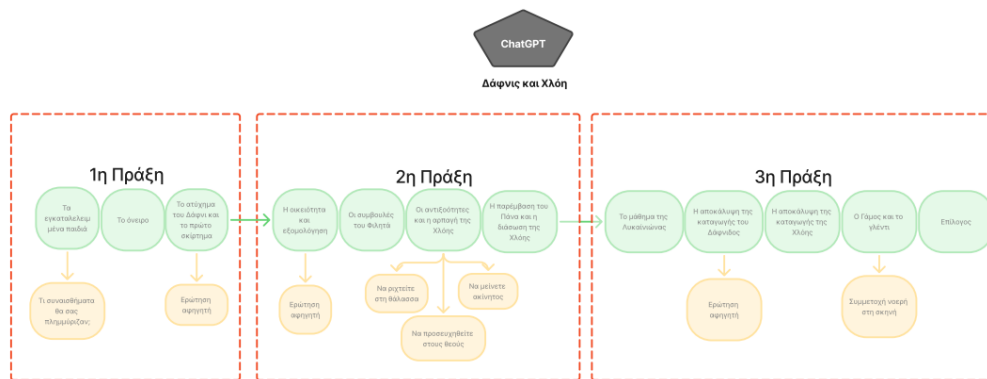 ChatGPT
Δάφνις και Χλόη
1η Πράξη
Τα
εγκαταλελειμ
μένα παιδιά
Το όνειρο
Το ατύχημα
του Δάφνι και
το πρώτο
σκίρτημα
Τι συναισθήματα
θα σας
πλημμύριζαν;
Ερώτηση
αφηγητή
2η Πράξη
Η οικειότητα
και
εξομολόγηση
Οι συμβουλές
του Φιλητά
Οι αντιξοότητες
και η αρπαγή της
Χλόης
Η παρέμβαση του
Πάνα και η
διάσωση της
Χλόης
Ερώτηση
αφηγητή
Να ριχτείτε
στη θάλασσα
Να προσευχηθείτε
στους θεούς
Να μείνετε
ακίνητος
3η Πράξη
Το μάθημα της
Λυκαινίωνας
Η αποκάλυψη της
καταγωγής του
Δάφνιδος
Η αποκάλυψη της
καταγωγής της
Χλόης
Ο Γάμος και το
γλέντι
Επίλογος
Ερώτηση
αφηγητή
Συμμετοχή νοερή
στη σκηνή